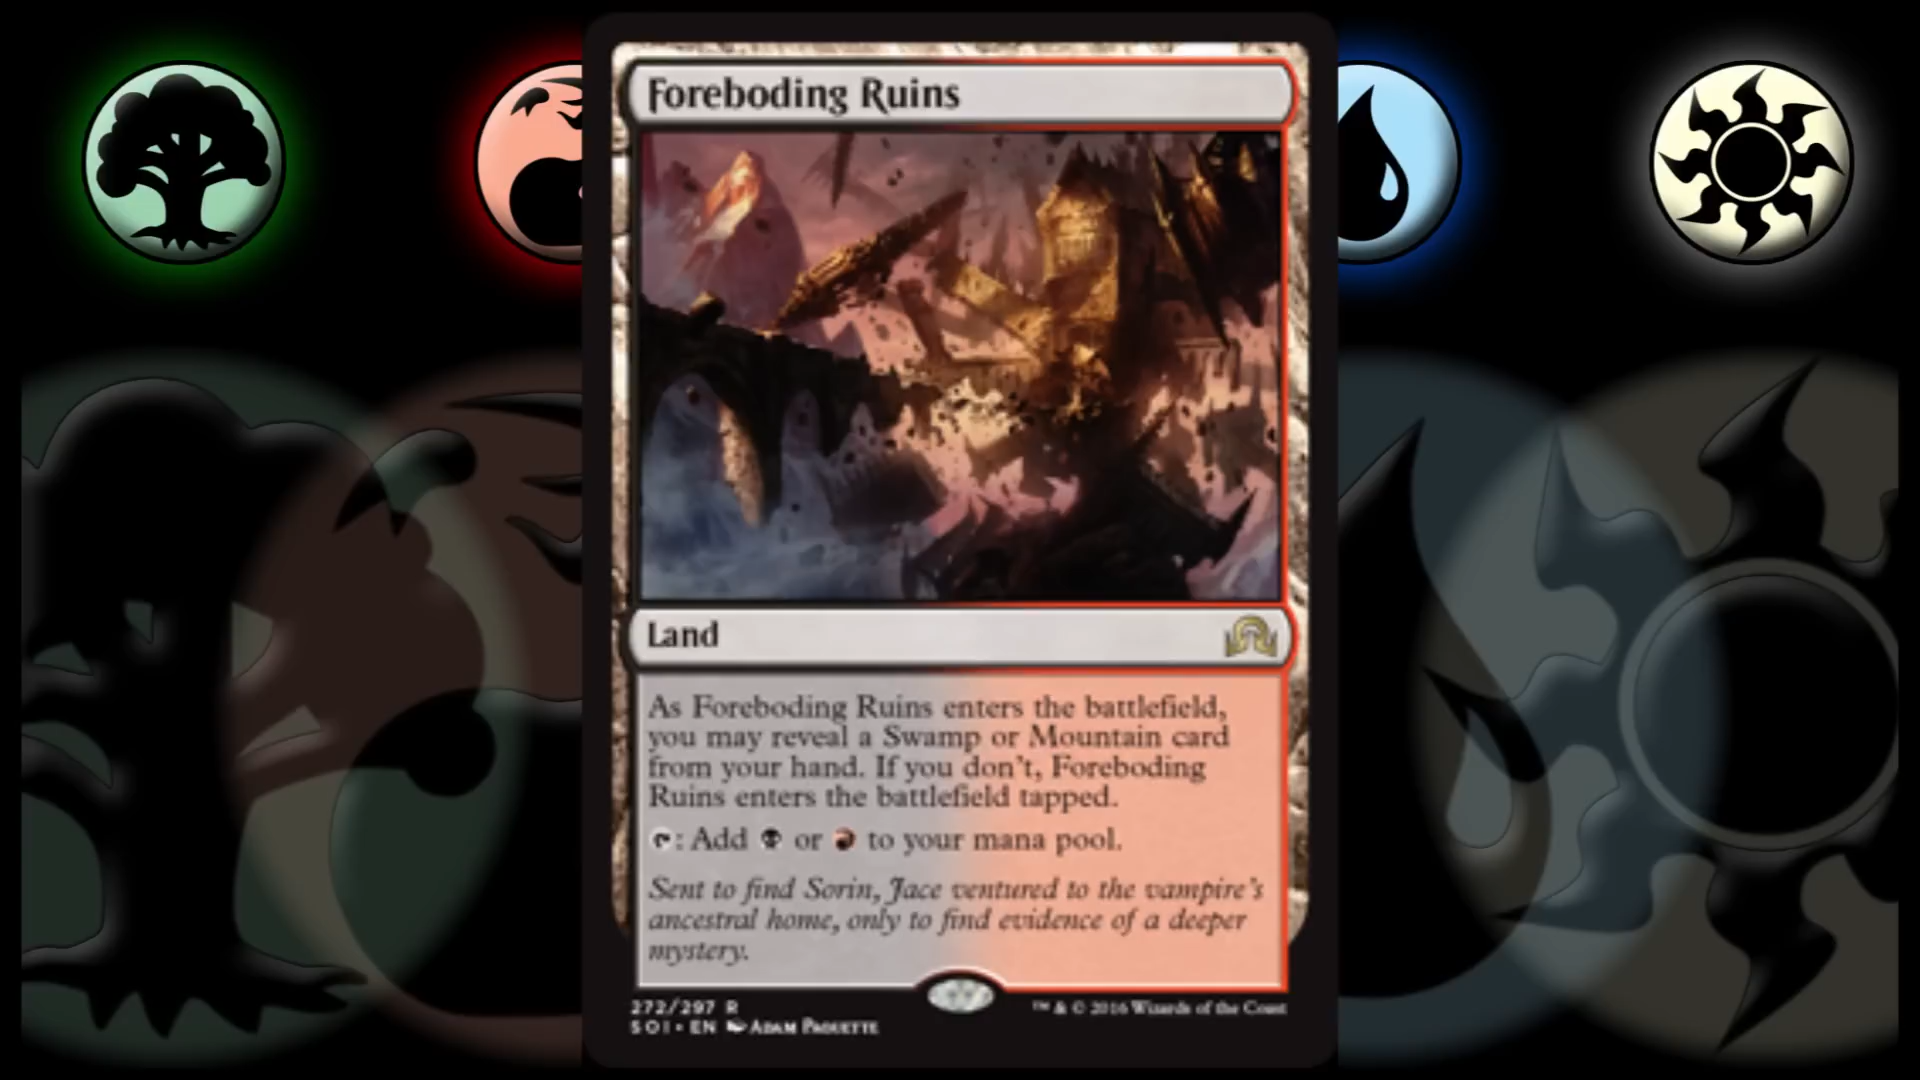 Foreboding Ruins
Land
As Foreboding Ruins enters the battlefield,
you may reveal a Swamp or Mountain card
from your hand. If you don't, Foreboding
Ruins enters the battlefield tapped.
: Add or to your mana pool.
Sent to find Sorin, Jace ventured to the vampire's
ancestral home, only to find evidence of a deeper
mystery.
272/297 R
SOI • EN ADAM PAQUETTE
™ & © 2016 Wizards of the Coast